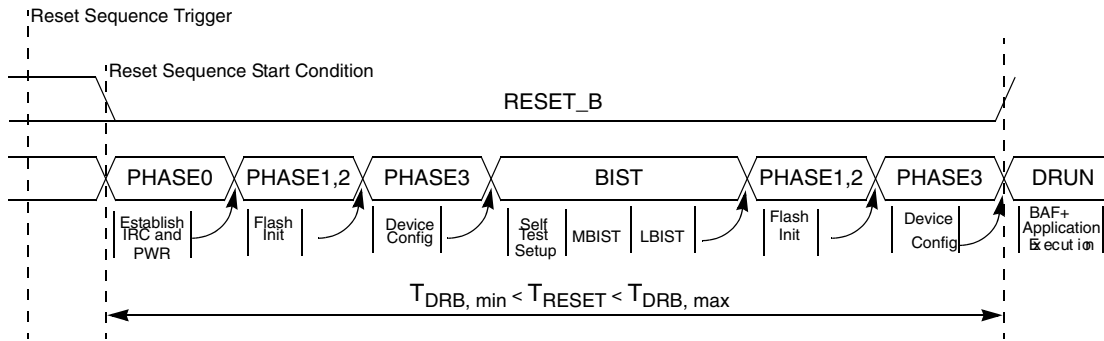 Reset Sequence Trigger
Reset Sequence Start Condition
RESET_B
PHASE0 PHASE1,2 PHASE3 BIST PHASE1,2 PHASE3 DRUN
Establish
IRC and
PWR
Flash
Init
Device
Config
Self
Test
Setup
MBIST
LBIST
Flash
Init
Device
Config
BAF+
Application
Execution
TDRB, min < TRESET < TDRB, max